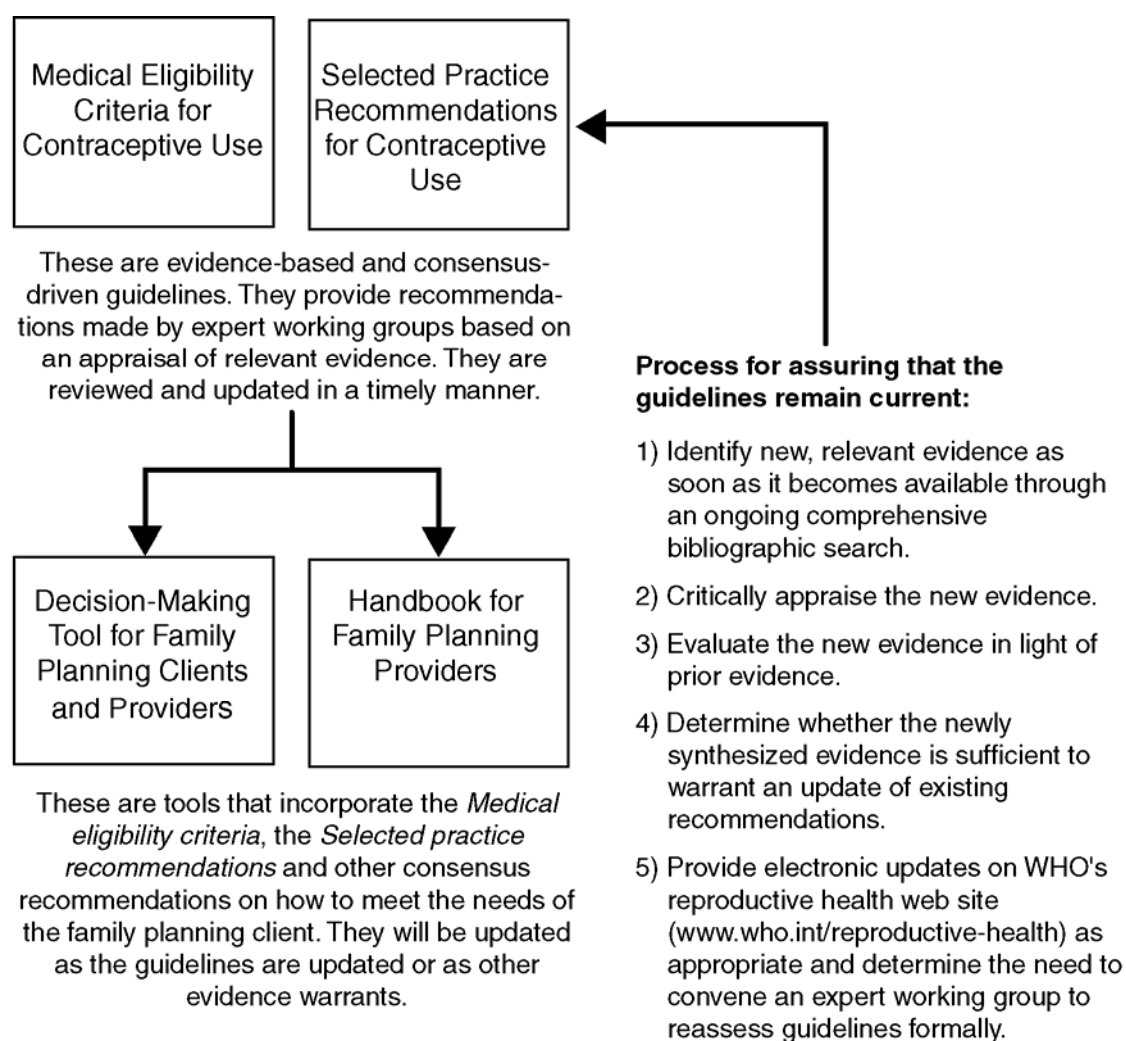 Medical Eligibility
Criteria for
Contraceptive Use
Selected Practice
Recommendations
for Contraceptive
Use
These are evidence-based and consensus-
driven guidelines. They provide recommenda-
tions made by expert working groups based on
an appraisal of relevant evidence. They are
reviewed and updated in a timely manner.
Decision-Making
Tool for Family
Planning Clients
and Providers
Handbook for
Family Planning
Providers
These are tools that incorporate the Medical
eligibility criteria, the Selected practice
recommendations and other consensus
recommendations on how to meet the needs of
the family planning client. They will be updated
as the guidelines are updated or as other
evidence warrants.
Process for assuring that the
guidelines remain current:
1) Identify new, relevant evidence as
soon as it becomes available through
an ongoing comprehensive
bibliographic search.
2) Critically appraise the new evidence.
3) Evaluate the new evidence in light of
prior evidence.
4) Determine whether the newly
synthesized evidence is sufficient to
warrant an update of existing
recommendations.
5) Provide electronic updates on WHO's
reproductive health web site
(www.who.int/reproductive-health) as
appropriate and determine the need to
convene an expert working group to
reassess guidelines formally.